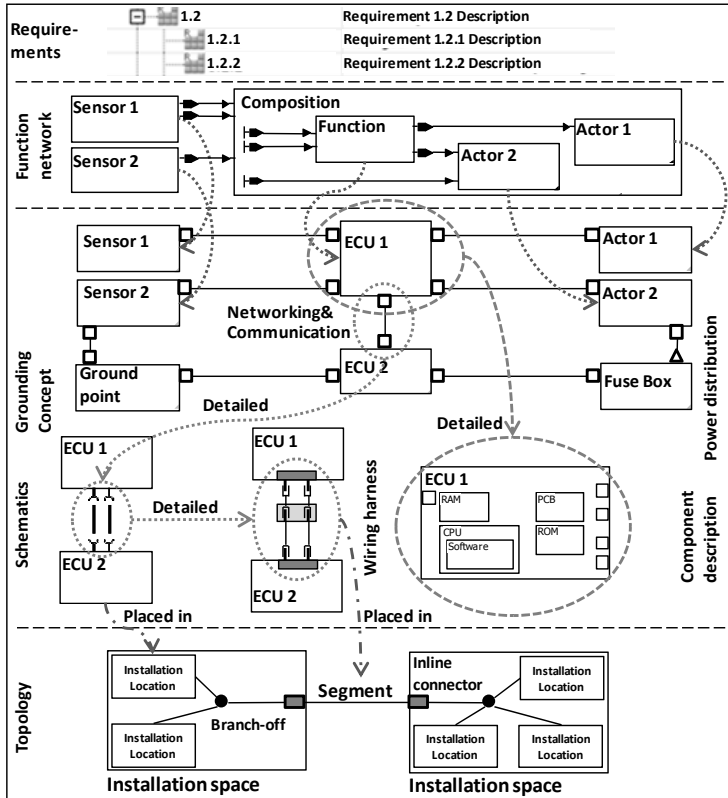 Require-
ments
1.2
Requirement 1.2 Description
1.2.1
Requirement 1.2.1 Description
1.2.2
Requirement 1.2.2 Description
Function
network
Sensor 1
Sensor 2
Composition
Function
Actor 1
Actor 2
Sensor 1
ECU 1
Actor 1
Sensor 2
Actor 2
Networking&
Communication
Grounding
Concept
Ground
point
ECU 2
Fuse Box
Power distribution
Detailed
Detailed
Schematics
ECU 1
Detailed
ECU 2
ECU 1
ECU 2
Wiring harness
ECU 1
RAM
PCB
CPU
Software
ROM
Component
description
Placed in
Placed in
Topology
Installation
Location
Installation
Location
Branch-off
Installation space
Segment
Inline
connector
Installation
Location
Installation
Location
Installation
Location
Installation space